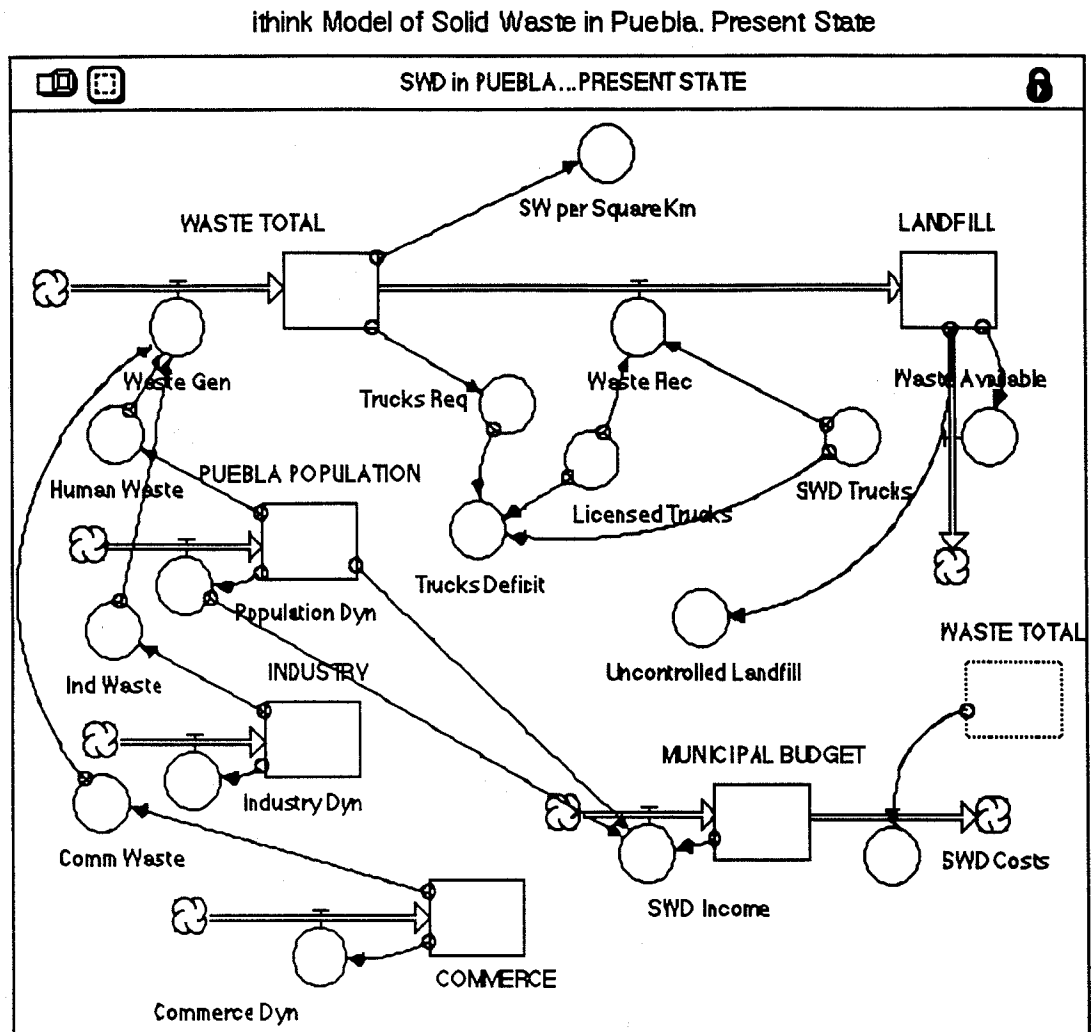 ithink Model of Solid Waste in Puebla. Present State
SWD in PUEBLA...PRESENT STATE
SW per Square Km
WASTE TOTAL
LANDFILL
Waste Gen
Trucks Req
Waste Rec
Waste Available
PUEBLA POPULATION
Human Waste
SWD Trucks
Licensed Trucks
Trucks Deficit
Population Dyn
WASTE TOTAL
Uncontrolled Landfill
INDUSTRY
Ind Waste
MUNICIPAL BUDGET
Industry Dyn
Comm Waste
SWD Costs
SWD Income
COMMERCE
Commerce Dyn